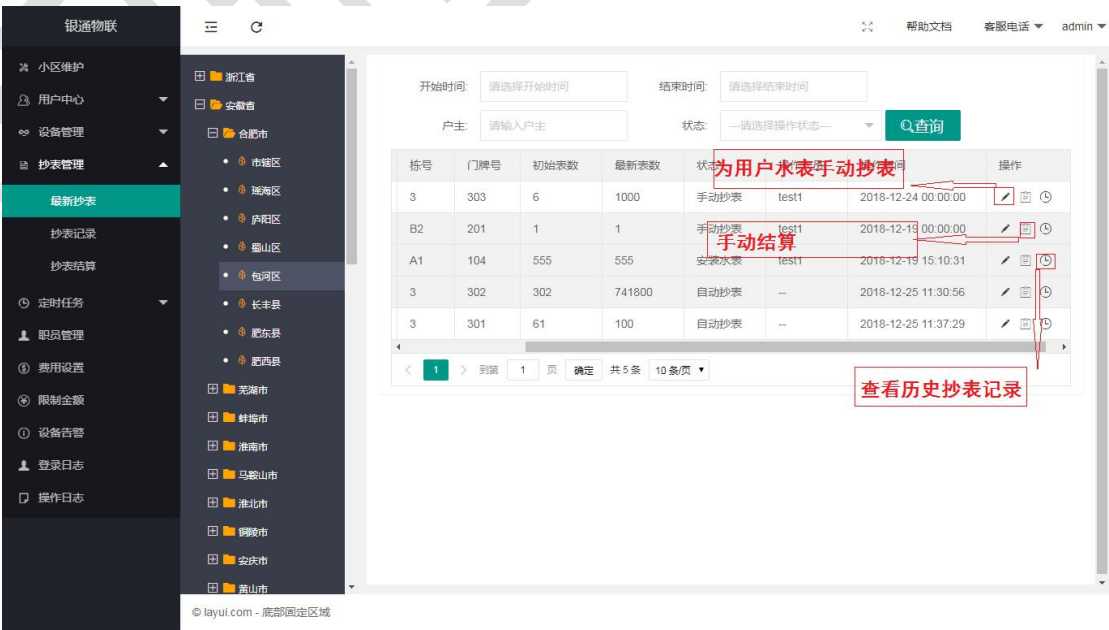 银通物联
帮助文档 客服电话 admin
小区维护
用户中心
设备管理
抄表管理
最新抄表
抄表记录
抄表结算
定时任务
职员管理
费用设置
限制金额
设备告警
登录日志
操作日志
浙江省
安徽省
合肥市
市辖区
瑶海区
庐阳区
蜀山区
包河区
长丰县
肥东县
肥西县
芜湖市
蚌埠市
淮南市
马鞍山市
淮北市
铜陵市
安庆市
黄山市
开始时间: 请选择开始时间 结束时间: 请选择结束时间
户主: 请输入户主 状态: —请选择操作状态— 查询
栋号 门牌号 初始表数 最新表数 操作
为用户水表手动抄表
3 303 6 1000 手动抄表 test1 2018-12-24 00:00:00
B2 201 1 1 手动抄表 test1 2018-12-19 00:00:00
手动结算
A1 104 555 555 安装水表 test1 2018-12-19 15:10:31
3 302 302 741800 自动抄表 -- 2018-12-25 11:30:56
3 301 61 100 自动抄表 -- 2018-12-25 11:37:29
1 到第 1 页 确定 共 5 条 10 条/页
查看历史抄表记录
© layui.com - 底部固定区域